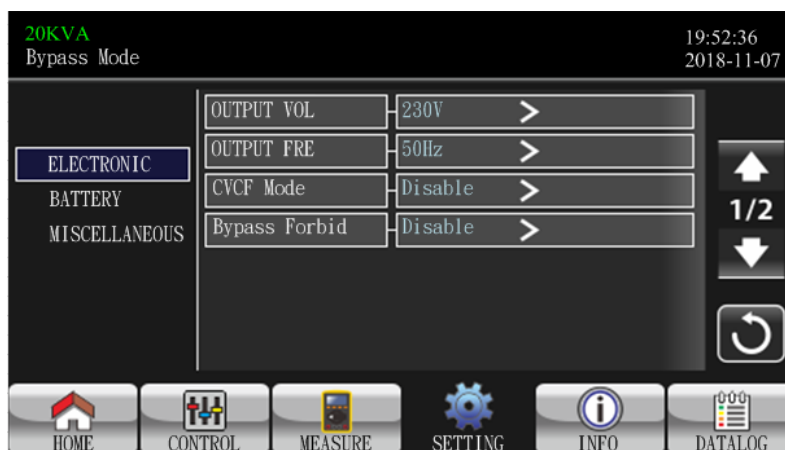 20KVA
Bypass Mode
19:52:36
2018-11-07
ELECTRONIC
BATTERY
MISCELLANEOUS
OUTPUT VOL 230V >
OUTPUT FRE 50Hz >
CVCF Mode Disable >
Bypass Forbid Disable >
1/2
HOME CONTROL MEASURE SETTING INFO DATALOG